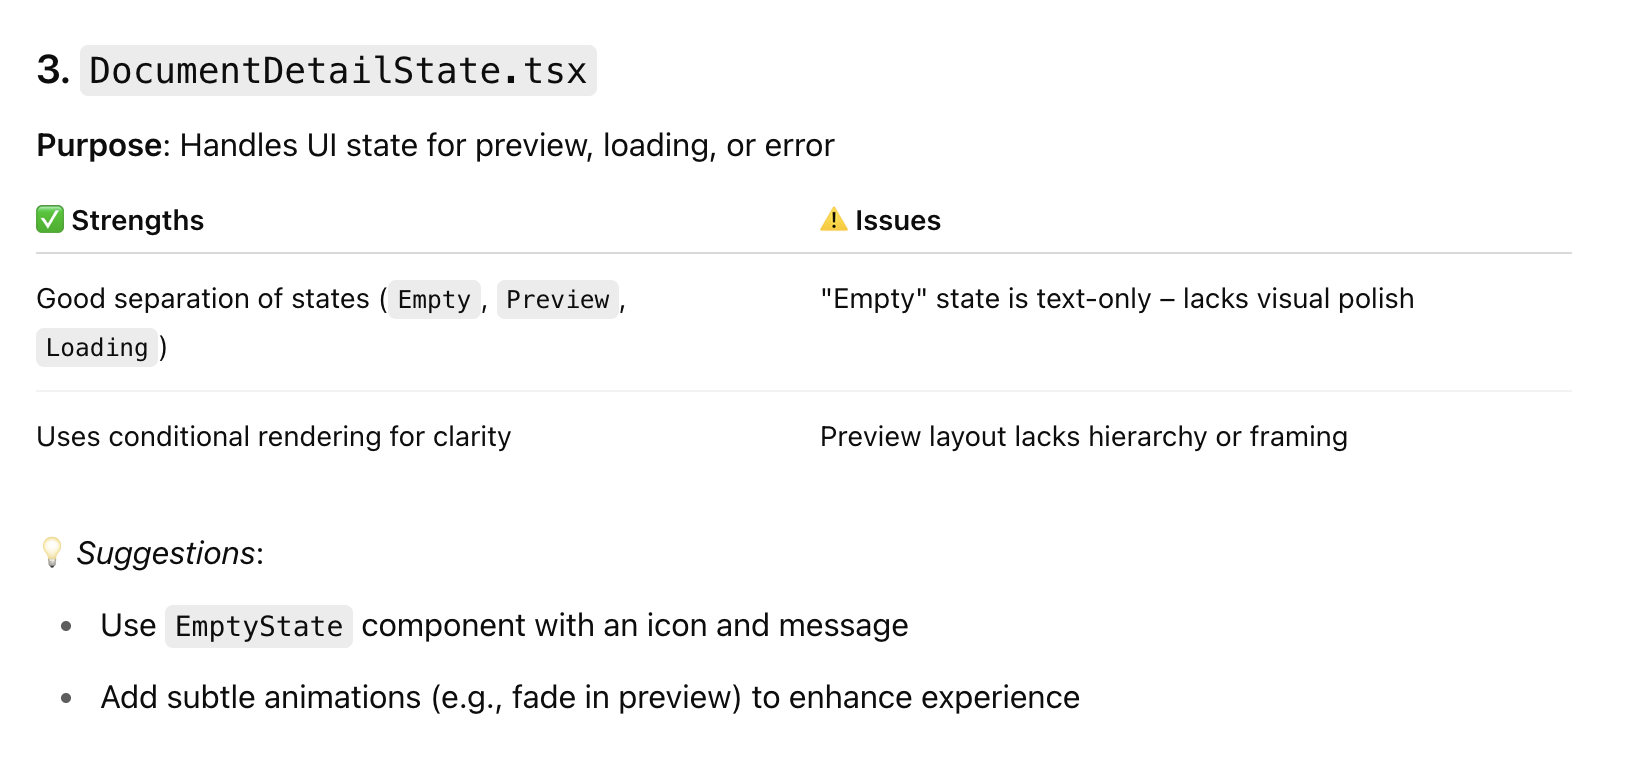 3. DocumentDetailState.tsx
Purpose: Handles UI state for preview, loading, or error
✅ Strengths
⚠️ Issues
Good separation of states (Empty, Preview,
Loading)
"Empty" state is text-only – lacks visual polish
Uses conditional rendering for clarity
Preview layout lacks hierarchy or framing
💡 Suggestions:
• Use EmptyState component with an icon and message
• Add subtle animations (e.g., fade in preview) to enhance experience